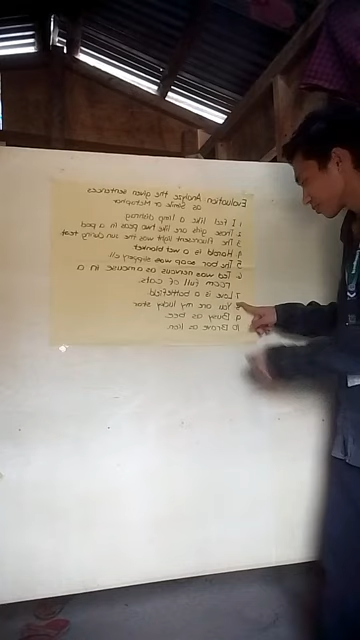 Evaluation Analyze the given sentences
as Simile or Metaphor
1 I feel like a limp dishrag
2 Those girls are like two peas in a pod
3 The fluorescent light was the sun during test
4 Harold is a wet blanket
5 The bar soap was slippery eel
6 Ted was nervous as a mouse in a
room full of cats.
7 Love is a battlefield
8 You are my lucky star
9 Busy as bee.
10 Brave as lion.